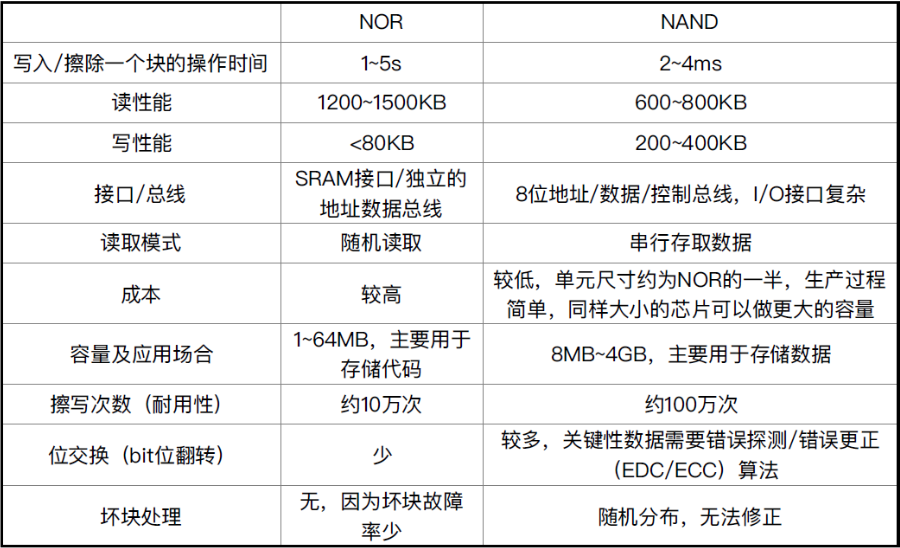 NOR NAND
写入/擦除一个块的操作时间 1~5s 2~4ms
读性能 1200~1500KB 600~800KB
写性能 <80KB 200~400KB
接口/总线 SRAM接口/独立的
地址数据总线 8位地址/数据/控制总线，I/O接口复杂
读取模式 随机读取 串行存取数据
成本 较高 较低，单元尺寸约为NOR的一半，生产过程
简单，同样大小的芯片可以做更大的容量
容量及应用场合 1~64MB，主要用于
存储代码 8MB~4GB，主要用于存储数据
擦写次数（耐用性） 约10万次 约100万次
位交换（bit位翻转） 少 较多，关键性数据需要错误探测/错误更正
（EDC/ECC）算法
坏块处理 无，因为坏块故障
率少 随机分布，无法修正